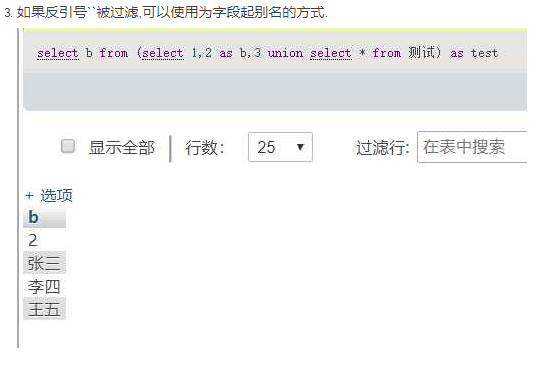 3. 如果反引号``被过滤,可以使用为字段起别名的方式.
select b from (select 1,2 as b,3 union select * from 测试) as test
显示全部 | 行数： 25 过滤行: 在表中搜索
+ 选项
b
2
张三
李四
王五